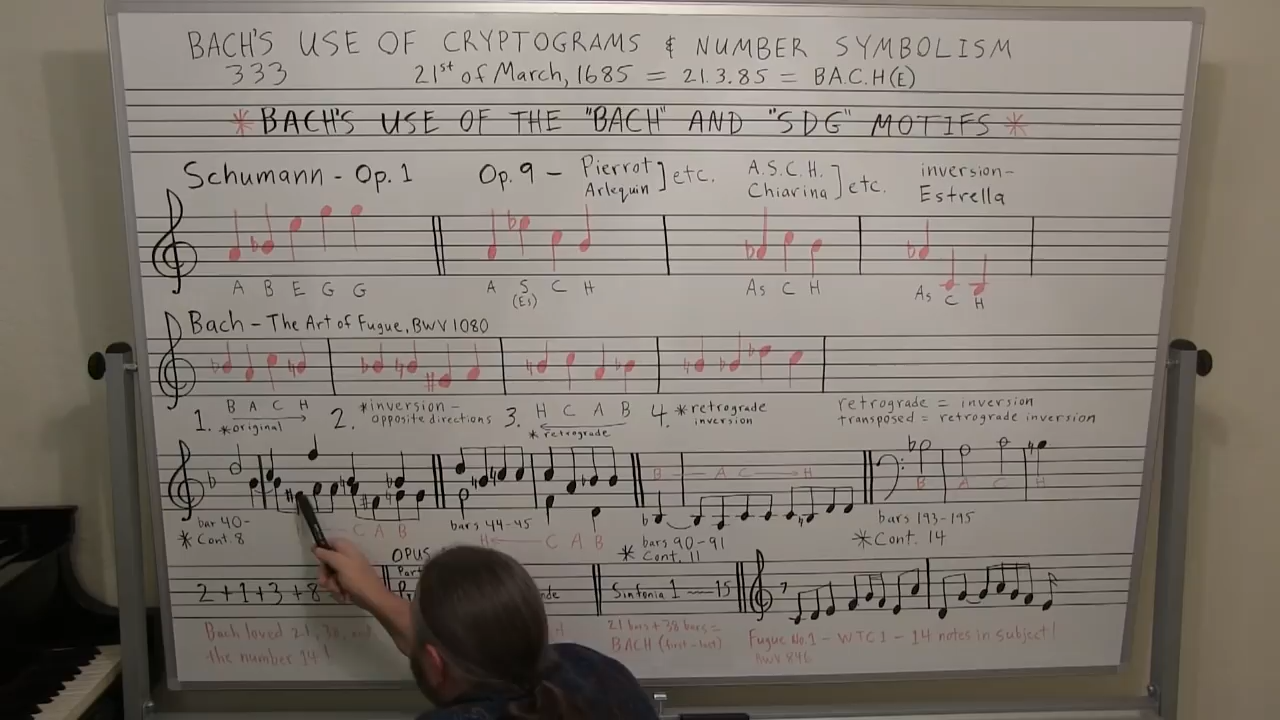 BACH'S USE OF CRYPTOGRAMS & NUMBER SYMBOLISM
333 21st of March, 1685 = 21.3.85 = B.A.C.H(E)
*BACH'S USE OF THE "BACH" AND "SDG" MOTIFS*
Schumann - Op. 1 Op. 9 - Pierrot Arlequin ] etc. A.S.C.H. Chiarina ] etc. inversion- Estrella
A B E G G A S (Es) C H As C H As C H
Bach - The Art of Fugue, BWV 1080
1. B A C H *original 2. *inversion- opposite directions 3. H C A B *retrograde 4. *retrograde inversion
retrograde = inversion
transposed = retrograde inversion
B A C H B A C H
bar 40- C A B bars 44-45 H C A B bars 90-91 bars 193-195
* Cont. 8 * Cont. 11 * Cont. 14
OPUS
2+1+3+8 Part Sinfonia 1 — 15
Bach loved the number 14!
21 bars + 38 bars =
BACH (first-last)
Fugue No.1 - WTC 1 - 14 notes in subject!
BWV 846